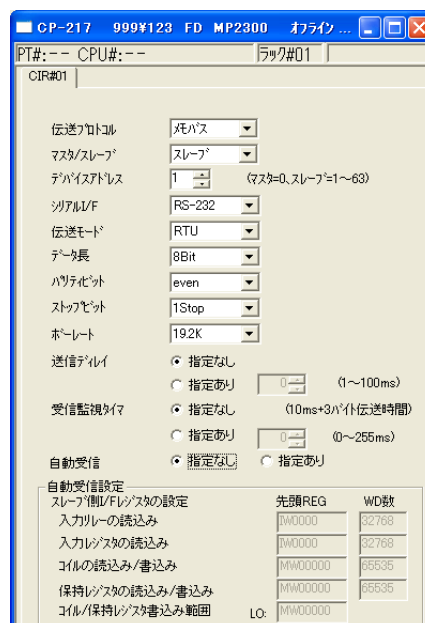 CP-217 999¥123 FD MP2300 ｵﾌﾗｲﾝ ...
PT#:-- CPU#:-- ﾗｯｸ#01
CIR#01
伝送ﾌﾟﾛﾄｺﾙ ﾒﾓﾊﾞｽ
ﾏｽﾀ/ｽﾚｰﾌﾞ ｽﾚｰﾌﾞ
ﾃﾞﾊﾞｲｽｱﾄﾞﾚｽ 1 (ﾏｽﾀ=0､ｽﾚｰﾌﾞ=1～63)
ｼﾘｱﾙI/F RS-232
伝送ﾓｰﾄﾞ RTU
ﾃﾞｰﾀ長 8Bit
ﾊﾟﾘﾃｨﾋﾞｯﾄ even
ｽﾄｯﾌﾟﾋﾞｯﾄ 1Stop
ﾎﾞｰﾚｰﾄ 19.2K
送信ﾃﾞｨﾚｲ 指定なし
指定あり 0 (1～100ms)
受信監視ﾀｲﾏ 指定なし (10ms+3ﾊﾞｲﾄ伝送時間)
指定あり 0 (0～255ms)
自動受信 指定なし 指定あり
自動受信設定
ｽﾚｰﾌﾞ側I/Fﾚｼﾞｽﾀの設定 先頭REG WD数
入力ﾘﾚｰの読込み IW0000 32768
入力ﾚｼﾞｽﾀの読込み IW0000 32768
ｺｲﾙの読込み/書込み MW00000 65535
保持ﾚｼﾞｽﾀの読込み/書込み MW00000 65535
ｺｲﾙ/保持ﾚｼﾞｽﾀ書込み範囲 LO: MW00000